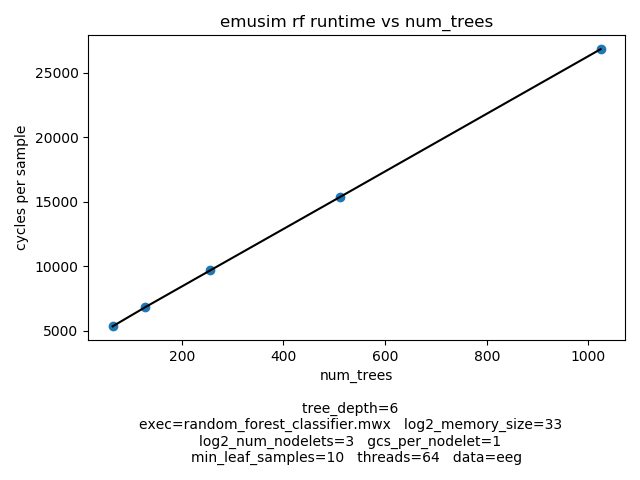 emusim rf runtime vs num_trees
25000
20000
15000
10000
5000
cycles per sample
200 400 600 800 1000
num_trees
tree_depth=6
exec=random_forest_classifier.mwx log2_memory_size=33
log2_num_nodelets=3 gcs_per_nodelet=1
min_leaf_samples=10 threads=64 data=eeg